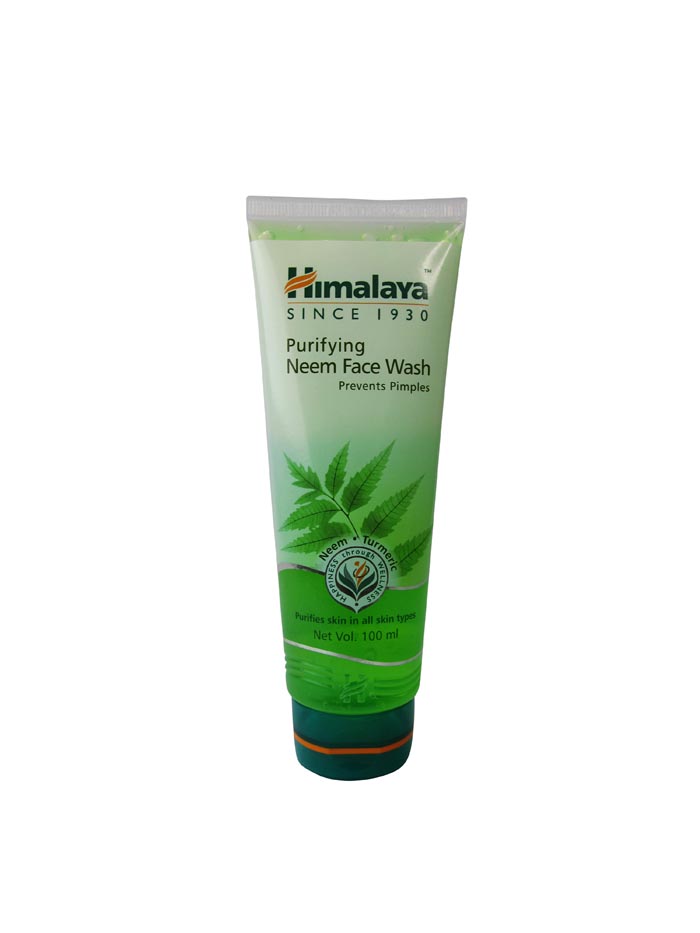 Himalaya™
SINCE 1930
Purifying
Neem Face Wash
Prevents Pimples
Neem • Turmeric
HAPPINESS through WELLNESS
Purifies skin in all skin types
Net Vol. 100 ml
H